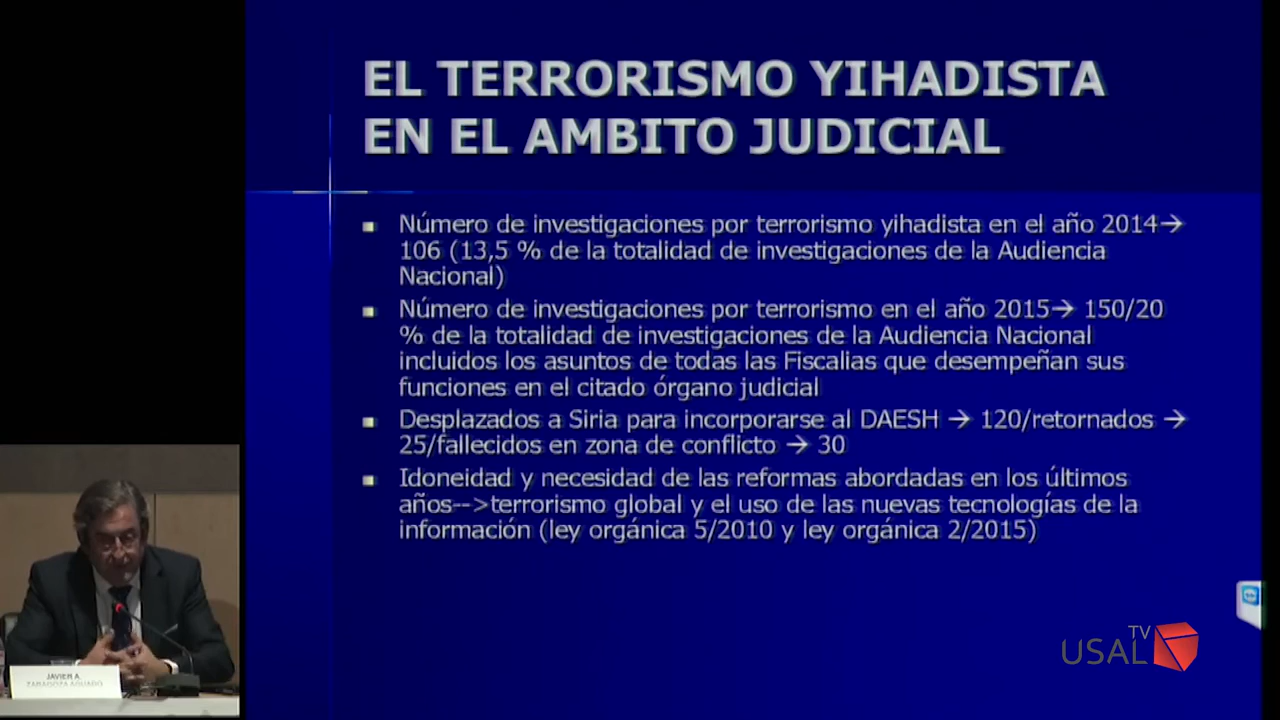 EL TERRORISMO YIHADISTA
EN EL AMBITO JUDICIAL
Número de investigaciones por terrorismo yihadista en el año 2014→
106 (13,5 % de la totalidad de investigaciones de la Audiencia
Nacional)
Número de investigaciones por terrorismo en el año 2015→ 150/20
% de la totalidad de investigaciones de la Audiencia Nacional
incluidos los asuntos de todas las Fiscalias que desempeñan sus
funciones en el citado órgano judicial
Desplazados a Siria para incorporarse al DAESH → 120/retornados →
25/fallecidos en zona de conflicto → 30
Idoneidad y necesidad de las reformas abordadas en los últimos
años-->terrorismo global y el uso de las nuevas tecnologías de la
información (ley orgánica 5/2010 y ley orgánica 2/2015)
JAVIER A.
ZARAGOZA AGUADO
USAL TV